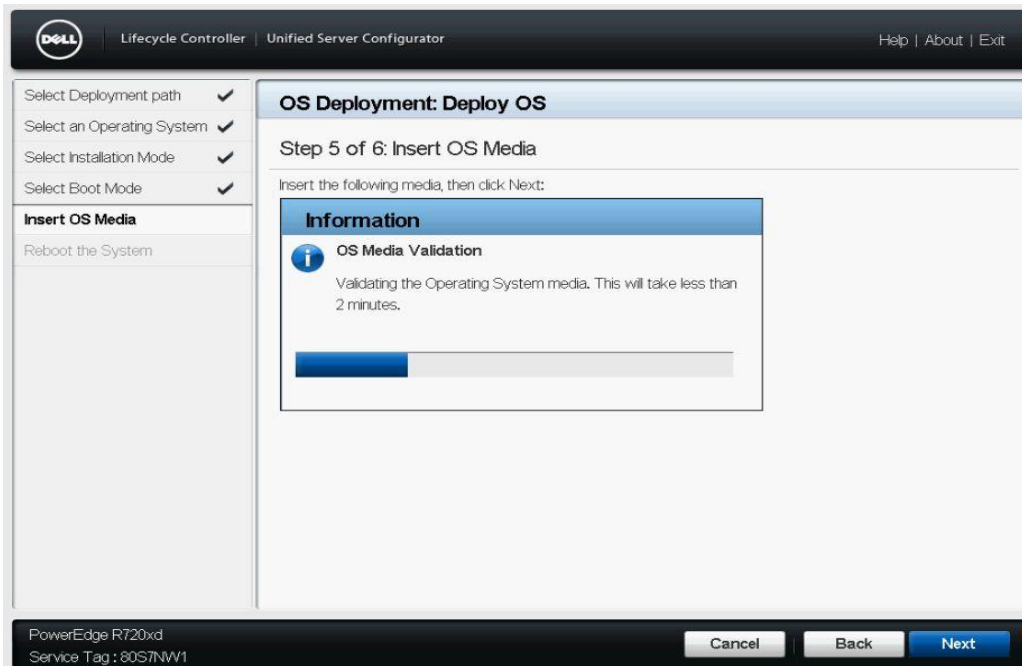 DELL
Lifecycle Controller | Unified Server Configurator
Help | About | Exit
Select Deployment path
Select an Operating System
Select Installation Mode
Select Boot Mode
Insert OS Media
Reboot the System
OS Deployment: Deploy OS
Step 5 of 6: Insert OS Media
Insert the following media, then click Next:
Information
OS Media Validation
Validating the Operating System media. This will take less than
2 minutes.
PowerEdge R720xd
Service Tag : 80S7NW1
Cancel
Back
Next